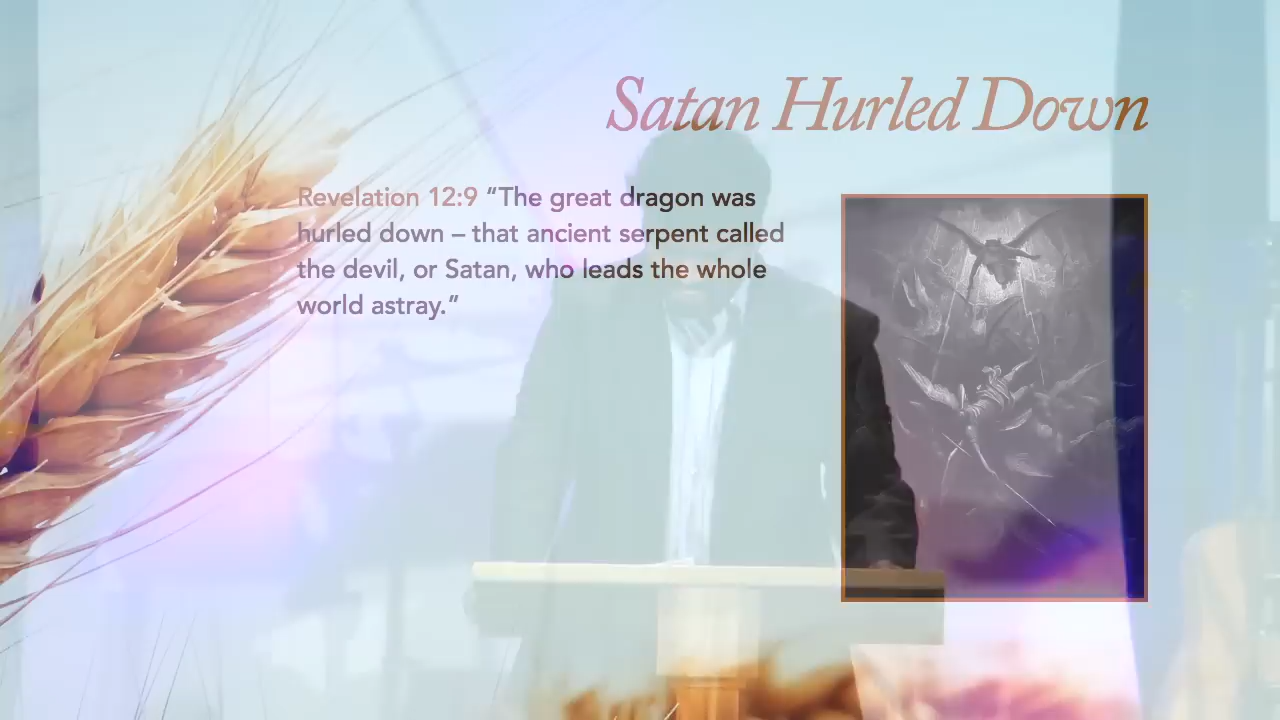 Satan Hurled Down
Revelation 12:9 “The great dragon was
hurled down – that ancient serpent called
the devil, or Satan, who leads the whole
world astray.”